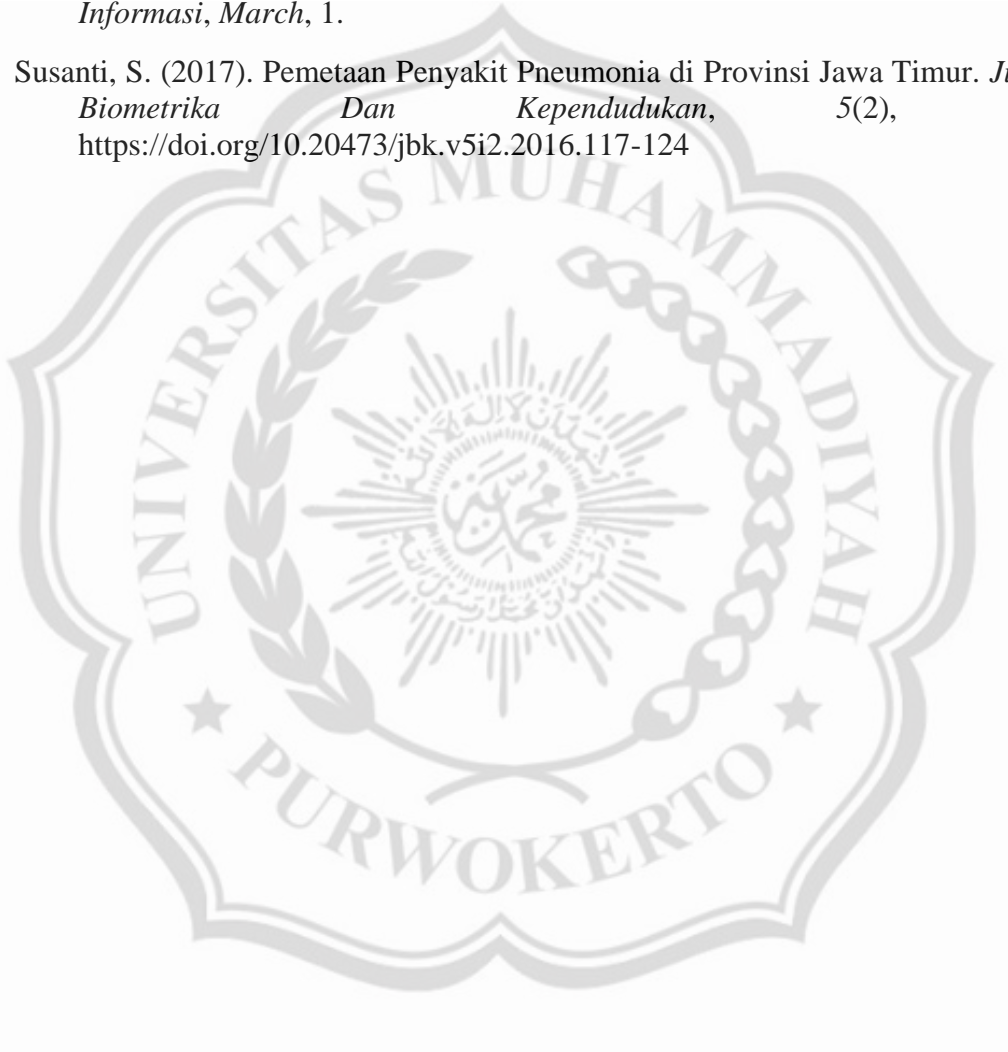 Informasi, March, 1.
Susanti, S. (2017). Pemetaan Penyakit Pneumonia di Provinsi Jawa Timur.
Biometrika Dan Kependudukan, 5(2),
https://doi.org/10.20473/jbk.v5i2.2016.117-124
UNIVERSITAS MUHAMMADIYAH
PURWOKERTO